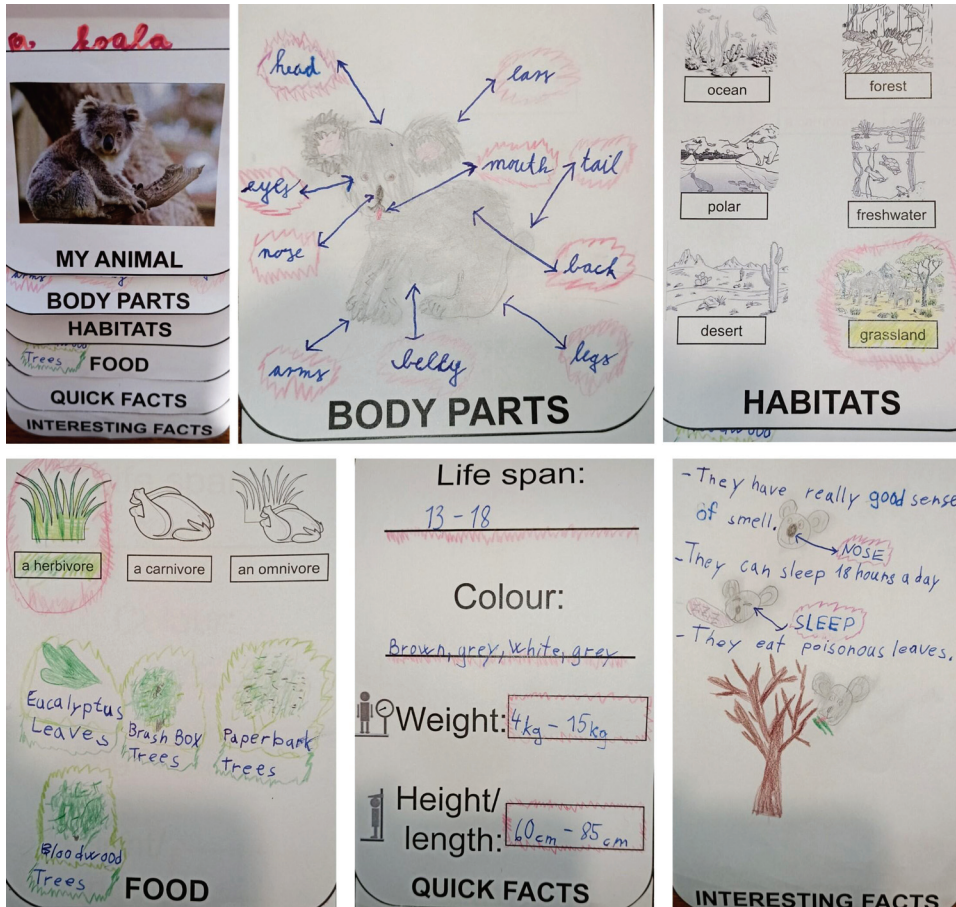 a koala
MY ANIMAL
arms
BODY PARTS
HABITATS
Trees
FOOD
QUICK FACTS
INTERESTING FACTS
head
ears
eyes
mouth
tail
nose
back
arms
belly
legs
BODY PARTS
ocean
forest
polar
freshwater
desert
grassland
HABITATS
a herbivore
a carnivore
an omnivore
Eucalyptus
Leaves
Brush Box
Trees
Paperbark
trees
Bloodwood
Trees
FOOD
Life span:
13 - 18
Colour:
Brown, grey, white, grey
Weight:
4kg - 15kg
Height/
length:
60cm - 85cm
QUICK FACTS
- They have really good sense
of smell.
NOSE
- They can sleep 18 hours a day
zzz
SLEEP
- They eat poisonous leaves.
INTERESTING FACTS